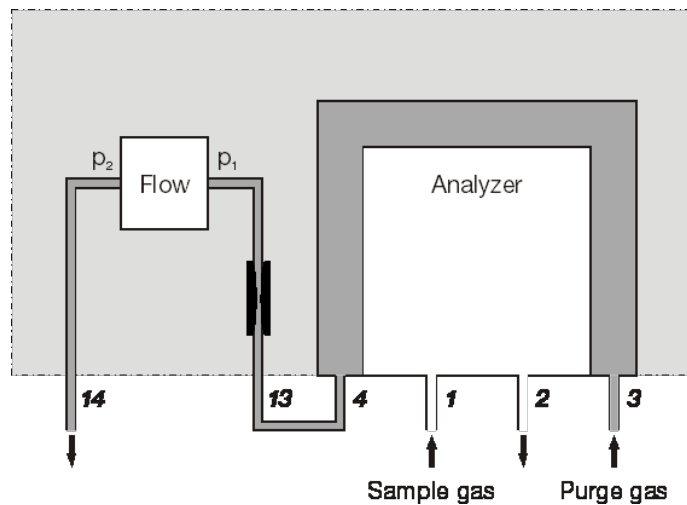 p₂ p₁
Flow
Analyzer
14 13 4 1 2 3
Sample gas Purge gas